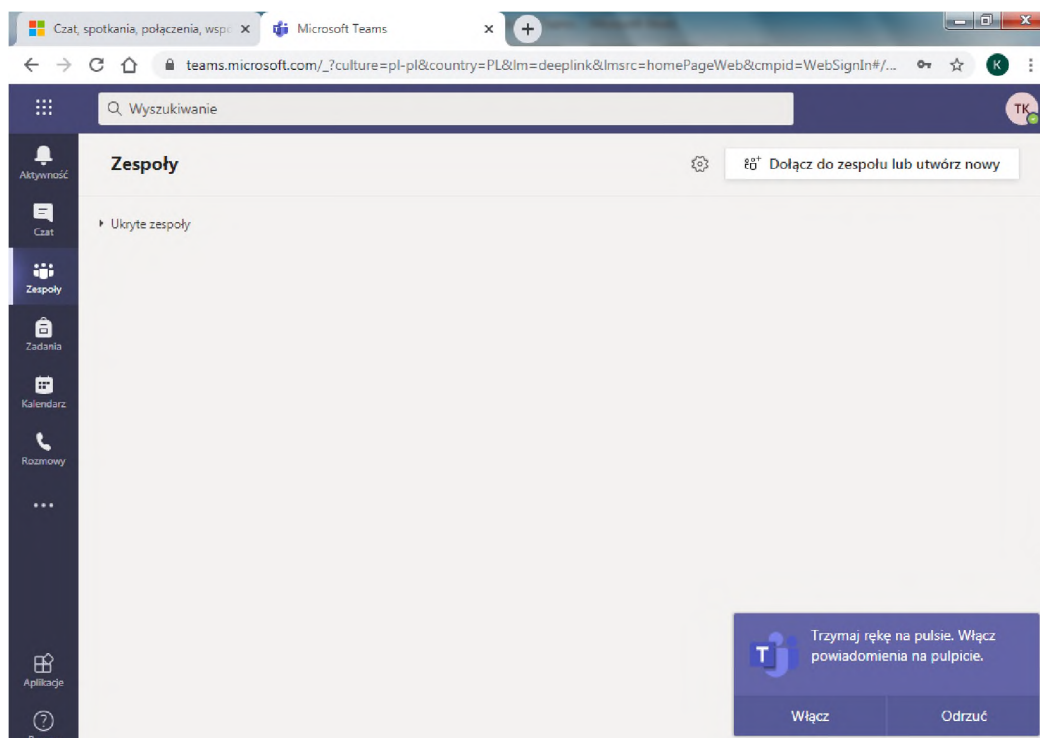 Czat, spotkania, połączenia, wsp
Microsoft Teams
teams.microsoft.com/_?culture=pl-pl&country=PL&lm=deeplink&lmsrc=homePageWeb&cmpid=WebSignIn#/...
K
Wyszukiwanie
TK
Aktywność
Zespoły
Dołącz do zespołu lub utwórz nowy
Czat
Ukryte zespoły
Zespoły
Zadania
Kalendarz
Rozmowy
Trzymaj rękę na pulsie. Włącz
powiadomienia na pulpicie.
T
Aplikacje
Włącz
Odrzuć